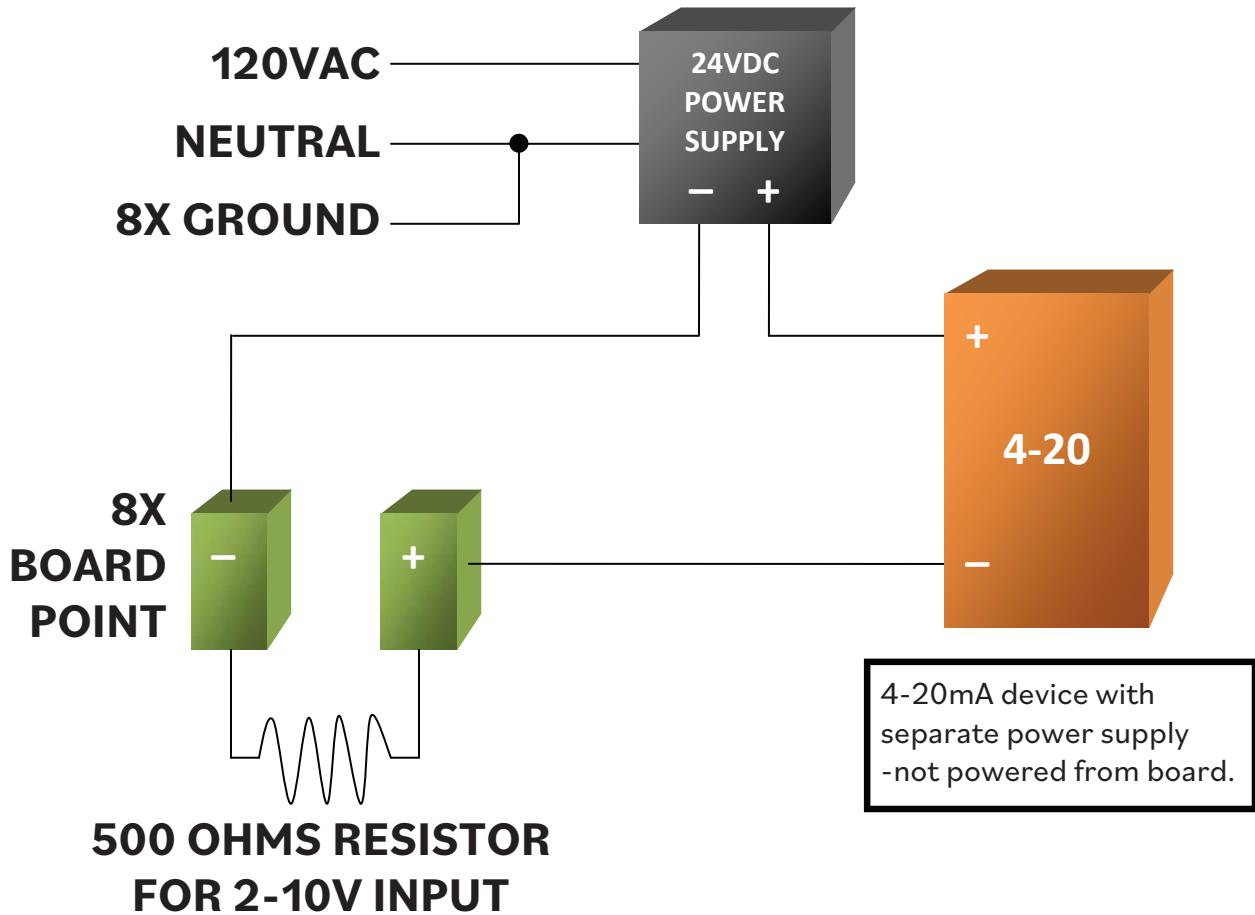 120VAC
NEUTRAL
8X GROUND
24VDC
POWER
SUPPLY
− +
+
4-20
−
8X
BOARD
POINT
− +
4-20mA device with
separate power supply
-not powered from board.
500 OHMS RESISTOR
FOR 2-10V INPUT